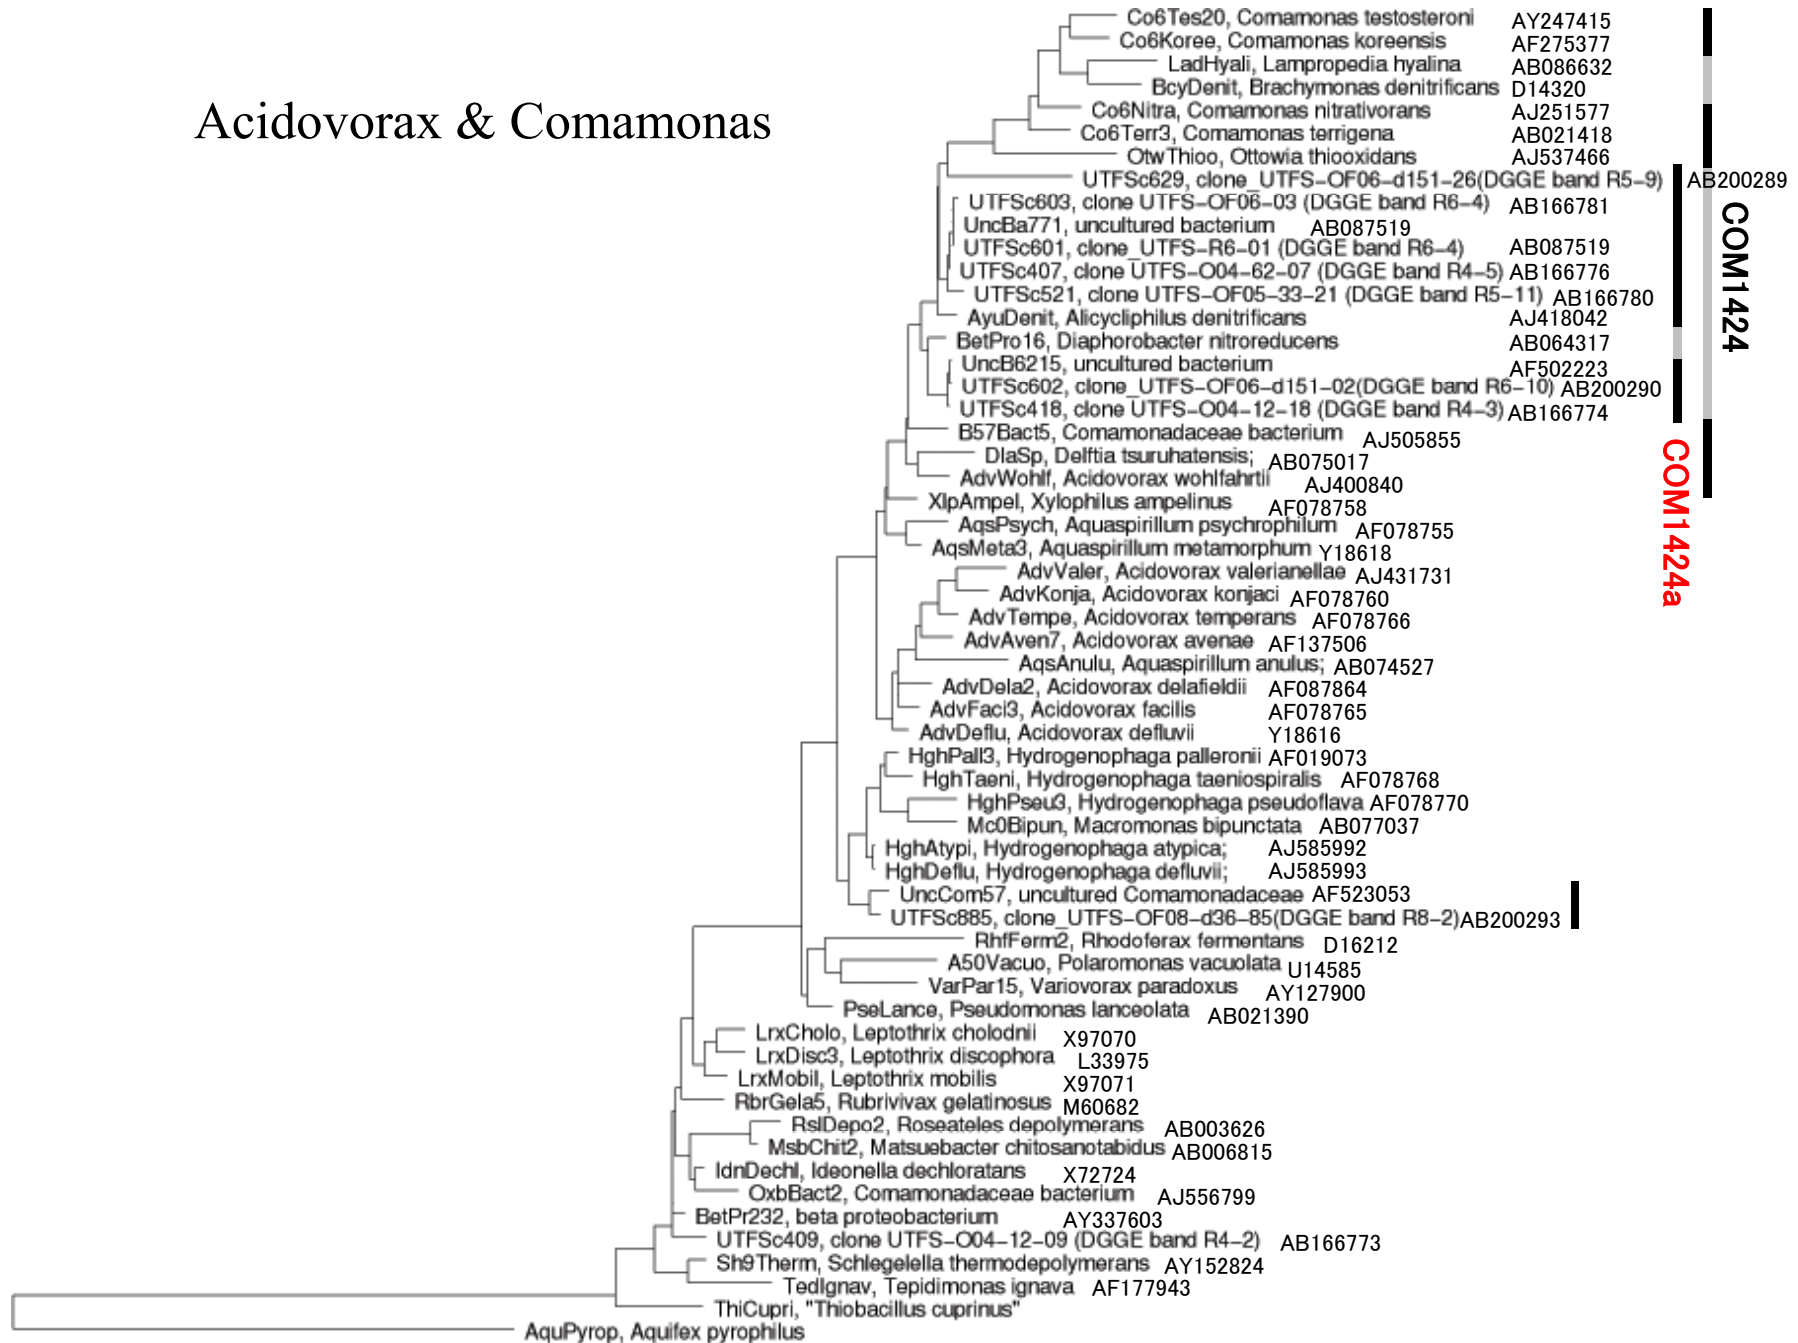 Acidovorax & Comamonas
Co6Tes20, Comamonas testosteroni AY247415
Co6Koree, Comamonas koreensis AF275377
LadHyali, Lampropedia hyalina AB086632
BcyDenit, Brachymonas denitrificans D14320
Co6Nitra, Comamonas nitrativorans AJ251577
Co6Terr3, Comamonas terrigena AB021418
OtwThioo, Ottowia thiooxidans AJ537466
UTFSc629, clone_UTFS-OF06-d151-26(DGGE band R5-9) AB200289
UTFSc603, clone UTFS-OF06-03 (DGGE band R6-4) AB166781
UncBa771, uncultured bacterium AB087519
UTFSc601, clone_UTFS-R6-01 (DGGE band R6-4) AB087519
UTFSc407, clone UTFS-O04-62-07 (DGGE band R4-5) AB166776
UTFSc521, clone UTFS-OF05-33-21 (DGGE band R5-11) AB166780
AyuDenit, Alicycliphilus denitrificans AJ418042
BetPro16, Diaphorobacter nitroreducens AB064317
UncB6215, uncultured bacterium AF502223
UTFSc602, clone_UTFS-OF06-d151-02(DGGE band R6-10) AB200290
UTFSc418, clone UTFS-O04-12-18 (DGGE band R4-3) AB166774
B57Bact5, Comamonadaceae bacterium AJ505855
DlaSp, Delftia tsuruhatensis; AB075017
AdvWohlf, Acidovorax wohlfahrtii AJ400840
XlpAmpel, Xylophilus ampelinus AF078758
AqsPsych, Aquaspirillum psychrophilum AF078755
AqsMeta3, Aquaspirillum metamorphum Y18618
AdvValer, Acidovorax valerianellae AJ431731
AdvKonja, Acidovorax konjaci AF078760
AdvTempe, Acidovorax temperans AF078766
AdvAven7, Acidovorax avenae AF137506
AqsAnulu, Aquaspirillum anulus; AB074527
AdvDela2, Acidovorax delafieldii AF087864
AdvFaci3, Acidovorax facilis AF078765
AdvDeflu, Acidovorax defluvii Y18616
HghPall3, Hydrogenophaga palleronii AF019073
HghTaeni, Hydrogenophaga taeniospiralis AF078768
HghPseu3, Hydrogenophaga pseudoflava AF078770
Mc0Bipun, Macromonas bipunctata AB077037
HghAtypi, Hydrogenophaga atypica; AJ585992
HghDeflu, Hydrogenophaga defluvii; AJ585993
UncCom57, uncultured Comamonadaceae AF523053
UTFSc885, clone_UTFS-OF08-d36-85(DGGE band R8-2)AB200293
RhfFerm2, Rhodoferax fermentans D16212
A50Vacuo, Polaromonas vacuolata U14585
VarPar15, Variovorax paradoxus AY127900
PseLance, Pseudomonas lanceolata AB021390
LrxCholo, Leptothrix cholodnii X97070
LrxDisc3, Leptothrix discophora L33975
LrxMobil, Leptothrix mobilis X97071
RbrGela5, Rubrivivax gelatinosus M60682
RslDepo2, Roseateles depolymerans AB003626
MsbChit2, Matsuebacter chitosanotabidus AB006815
IdnDechl, Ideonella dechloratans X72724
OxbBact2, Comamonadaceae bacterium AJ556799
BetPr232, beta proteobacterium AY337603
UTFSc409, clone UTFS-O04-12-09 (DGGE band R4-2) AB166773
Sh9Therm, Schlegelella thermodepolymerans AY152824
TedIgnav, Tepidimonas ignava AF177943
ThiCupri, "Thiobacillus cuprinus"
AquPyrop, Aquifex pyrophilus
COM1424
COM1424a